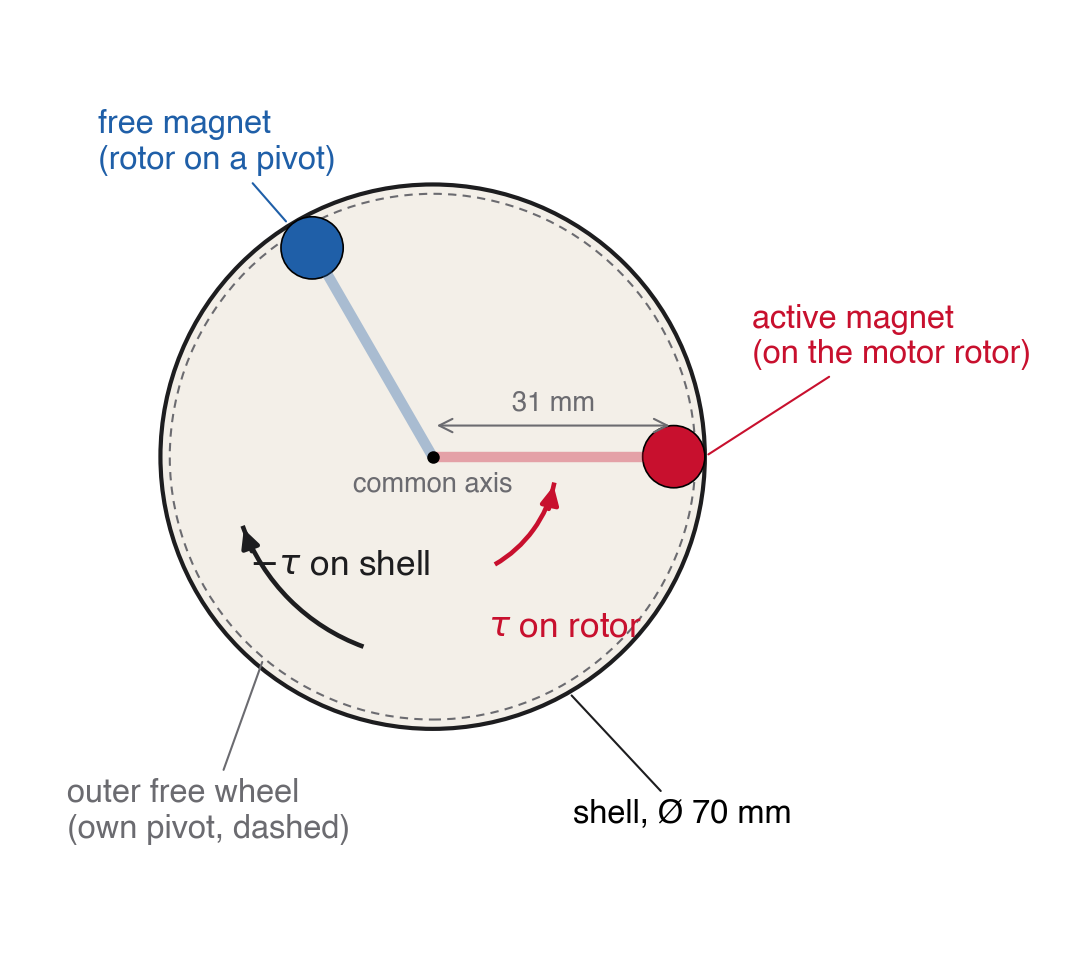 free magnet
(rotor on a pivot)
active magnet
(on the motor rotor)
31 mm
common axis
−τ on shell
τ on rotor
outer free wheel
(own pivot, dashed)
shell, Ø 70 mm